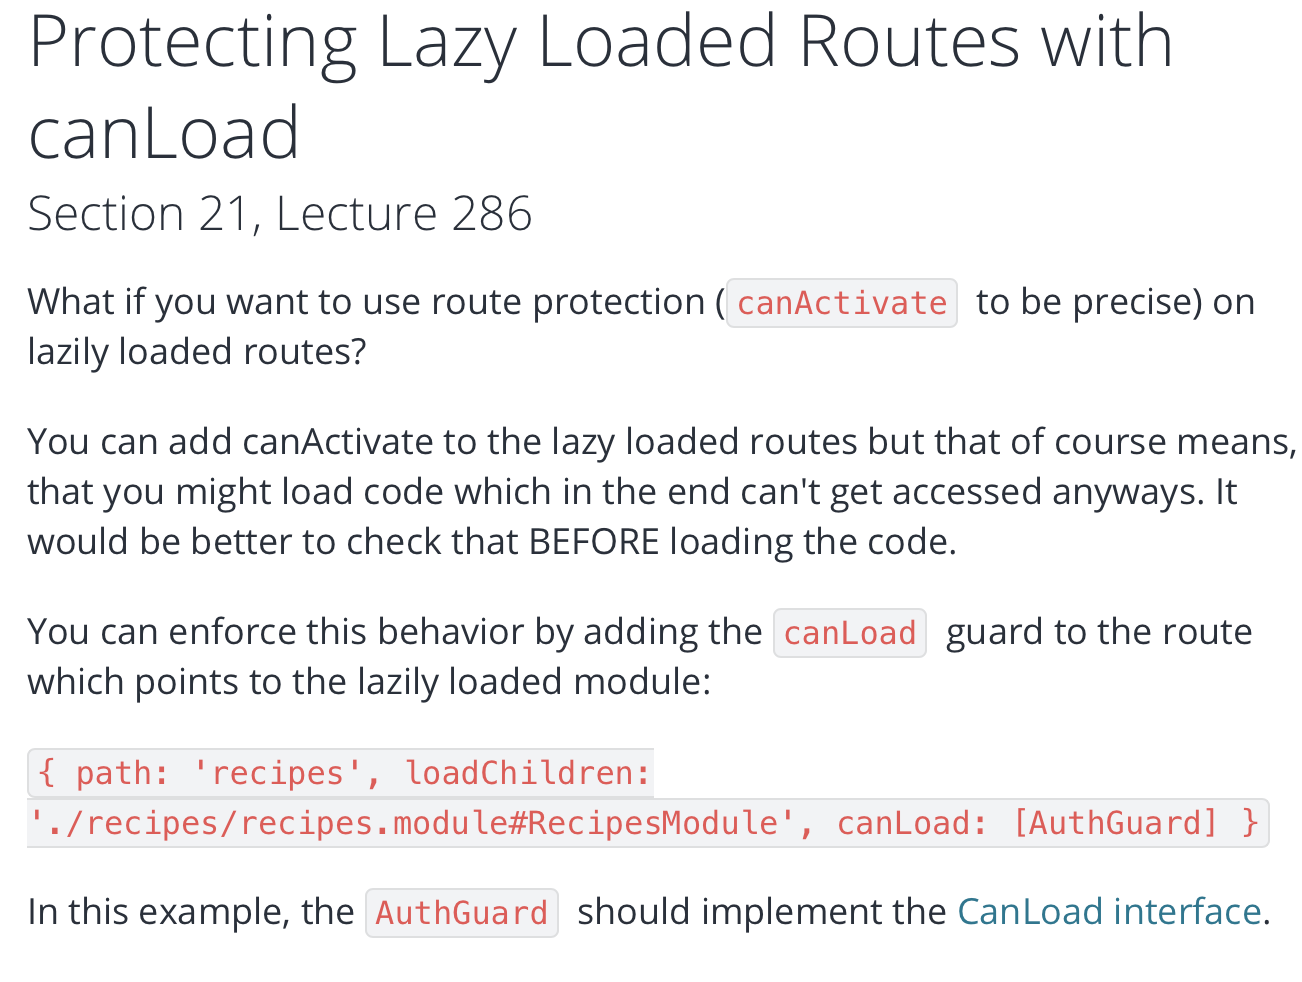 Protecting Lazy Loaded Routes with
canLoad
Section 21, Lecture 286
What if you want to use route protection (canActivate to be precise) on
lazily loaded routes?
You can add canActivate to the lazy loaded routes but that of course means,
that you might load code which in the end can't get accessed anyways. It
would be better to check that BEFORE loading the code.
You can enforce this behavior by adding the canLoad guard to the route
which points to the lazily loaded module:
{ path: 'recipes', loadChildren:
'./recipes/recipes.module#RecipesModule', canLoad: [AuthGuard] }
In this example, the AuthGuard should implement the CanLoad interface.